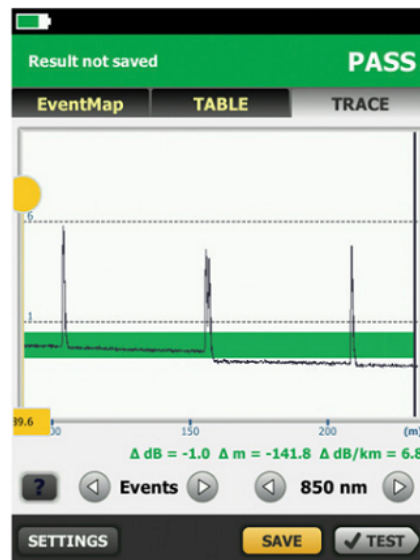 Result not saved PASS
EventMap TABLE TRACE
6
1
39.6
00 150 200 (m)
Δ dB = -1.0 Δ m = -141.8 Δ dB/km = 6.8
? Events 850 nm
SETTINGS SAVE TEST